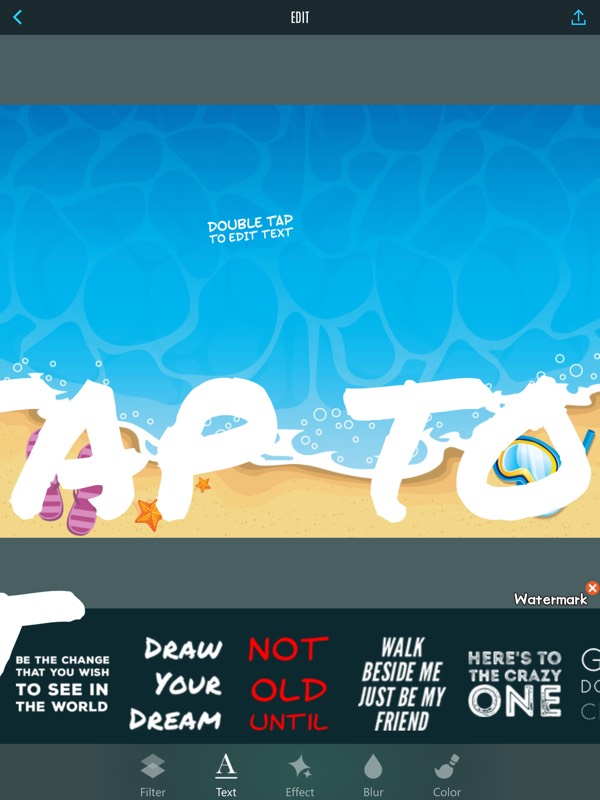 EDIT
DOUBLE TAP
TO EDIT TEXT
TAP TO
Watermark
BE THE CHANGE
THAT YOU WISH
TO SEE IN
THE WORLD
DRAW
YOUR
DREAM
NOT
OLD
UNTIL
WALK
BESIDE ME
JUST BE MY
FRIEND
HERE'S TO
THE CRAZY
ONE
Filter
Text
Effect
Blur
Color